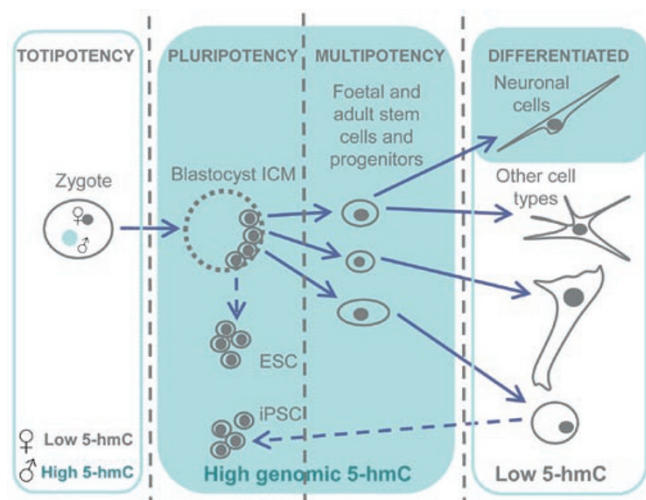 TOTIPOTENCY
PLURIPOTENCY
MULTIPOTENCY
DIFFERENTIATED
Neuronal
cells
Foetal and
adult stem
cells and
progenitors
Zygote
Blastocyst ICM
Other cell
types
♀
♂
ESC
iPSC
♀ Low 5-hmC
♂ High 5-hmC
High genomic 5-hmC
Low 5-hmC